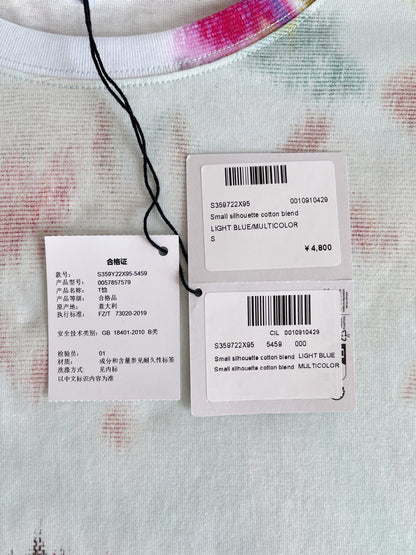 S359722X95 0010910429
Small silhouette cotton blend
LIGHT BLUE/MULTICOLOR
S
¥4,800
合格证
款号: S359Y22X95-5459
产品型号: 0057857579
产品名称: T恤
产品等级: 合格品
原产地: 意大利
执行标准: FZ/T 73020-2019
安全技术类别: GB 18401-2010 B类
检验员: 01
材质: 成分和含量参见耐久性标签
洗涤方式: 见内标
以中文标识内容为准
CIL 0010910429
S359722X95 5459 000
Small silhouette cotton blend LIGHT BLUE
Small silhouette cotton blend MULTICOLOR